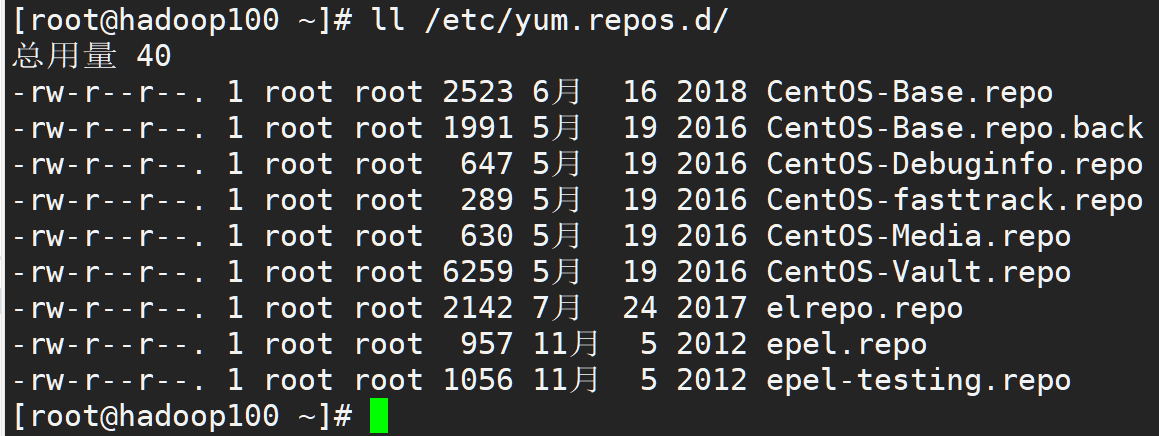 [root@hadoop100 ~]# ll /etc/yum.repos.d/
总用量 40
-rw-r--r--. 1 root root 2523 6月  16 2018 CentOS-Base.repo
-rw-r--r--. 1 root root 1991 5月  19 2016 CentOS-Base.repo.back
-rw-r--r--. 1 root root  647 5月  19 2016 CentOS-Debuginfo.repo
-rw-r--r--. 1 root root  289 5月  19 2016 CentOS-fasttrack.repo
-rw-r--r--. 1 root root  630 5月  19 2016 CentOS-Media.repo
-rw-r--r--. 1 root root 6259 5月  19 2016 CentOS-Vault.repo
-rw-r--r--. 1 root root 2142 7月  24 2017 elrepo.repo
-rw-r--r--. 1 root root  957 11月  5 2012 epel.repo
-rw-r--r--. 1 root root 1056 11月  5 2012 epel-testing.repo
[root@hadoop100 ~]#